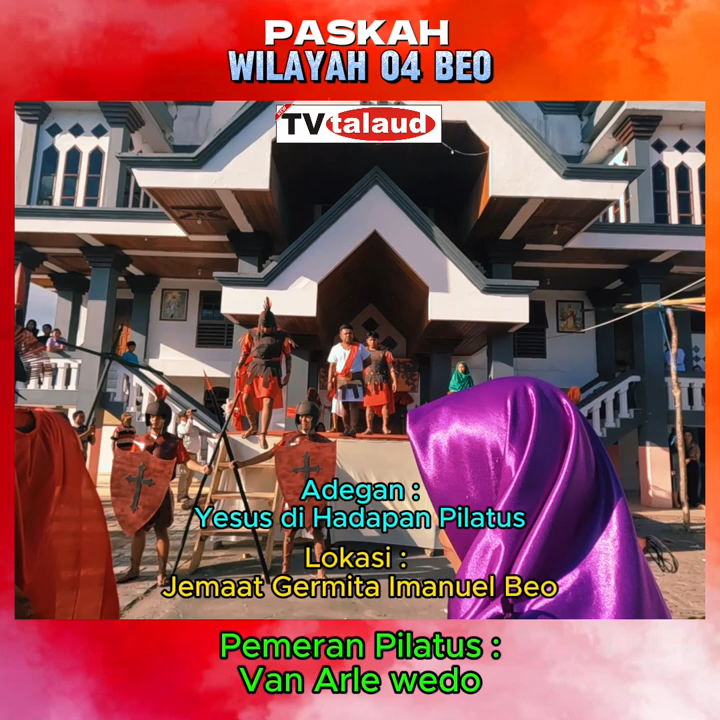 PASKAH
WILAYAH 04 BEO
TVtalaud
Adegan :
Yesus di Hadapan Pilatus
Lokasi :
Jemaat Germita Imanuel Beo
Pemeran Pilatus :
Van Arle wedo